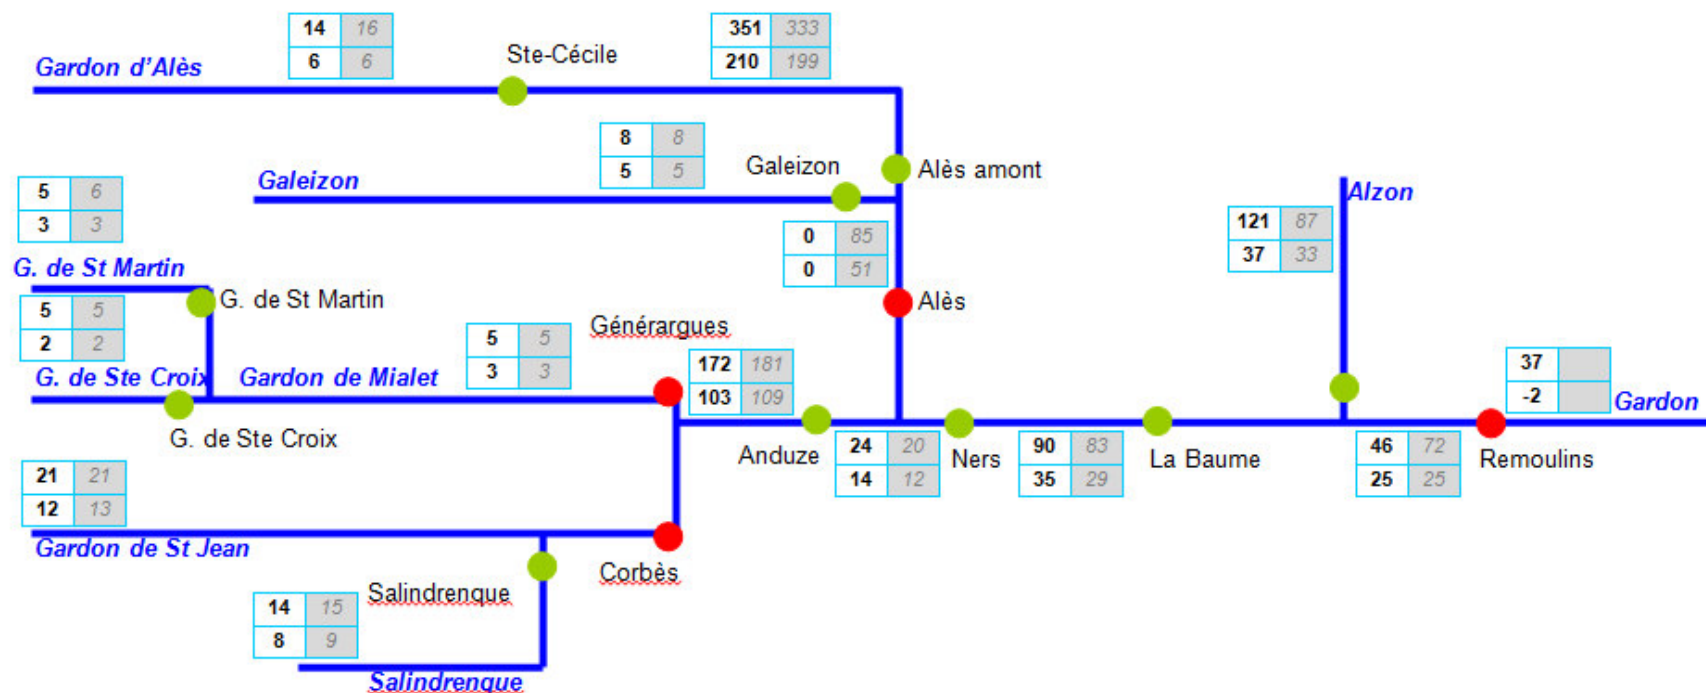 14 16 351 333
Ste-Cécile
Gardon d'Alès 6 6 210 199
8 8
Galeizon Alès amont
5 5
Galeizon
5 6 Alzon
3 3 121 87
0 85
37 33
G. de St Martin 0 51
5 5 G. de St Martin Alès
2 2 5 5 Générargues
172 181 37
G. de Ste Croix Gardon de Mialet 3 3
103 109 -2 Gardon
G. de Ste Croix Anduze 24 20 Ners 90 83 La Baume 46 72 Remoulins
21 21 14 12 35 29 25 25
12 13
Gardon de St Jean
Corbès
14 15 Salindrenque
8 9
Salindrenque